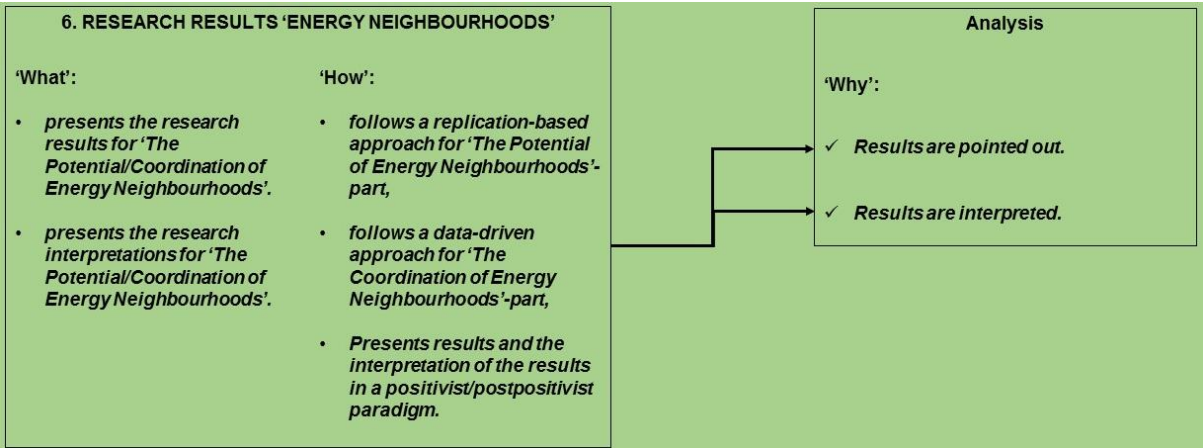 6. RESEARCH RESULTS ‘ENERGY NEIGHBOURHOODS’
‘What’:
• presents the research
results for ‘The
Potential/Coordination of
Energy Neighbourhoods’.
• presents the research
interpretations for ‘The
Potential/Coordination of
Energy Neighbourhoods’.
‘How’:
• follows a replication-based
approach for ‘The Potential
of Energy Neighbourhoods’-
part,
• follows a data-driven
approach for ‘The
Coordination of Energy
Neighbourhoods’-part,
• Presents results and the
interpretation of the results
in a positivist/postpositivist
paradigm.
Analysis
‘Why’:
✓ Results are pointed out.
✓ Results are interpreted.